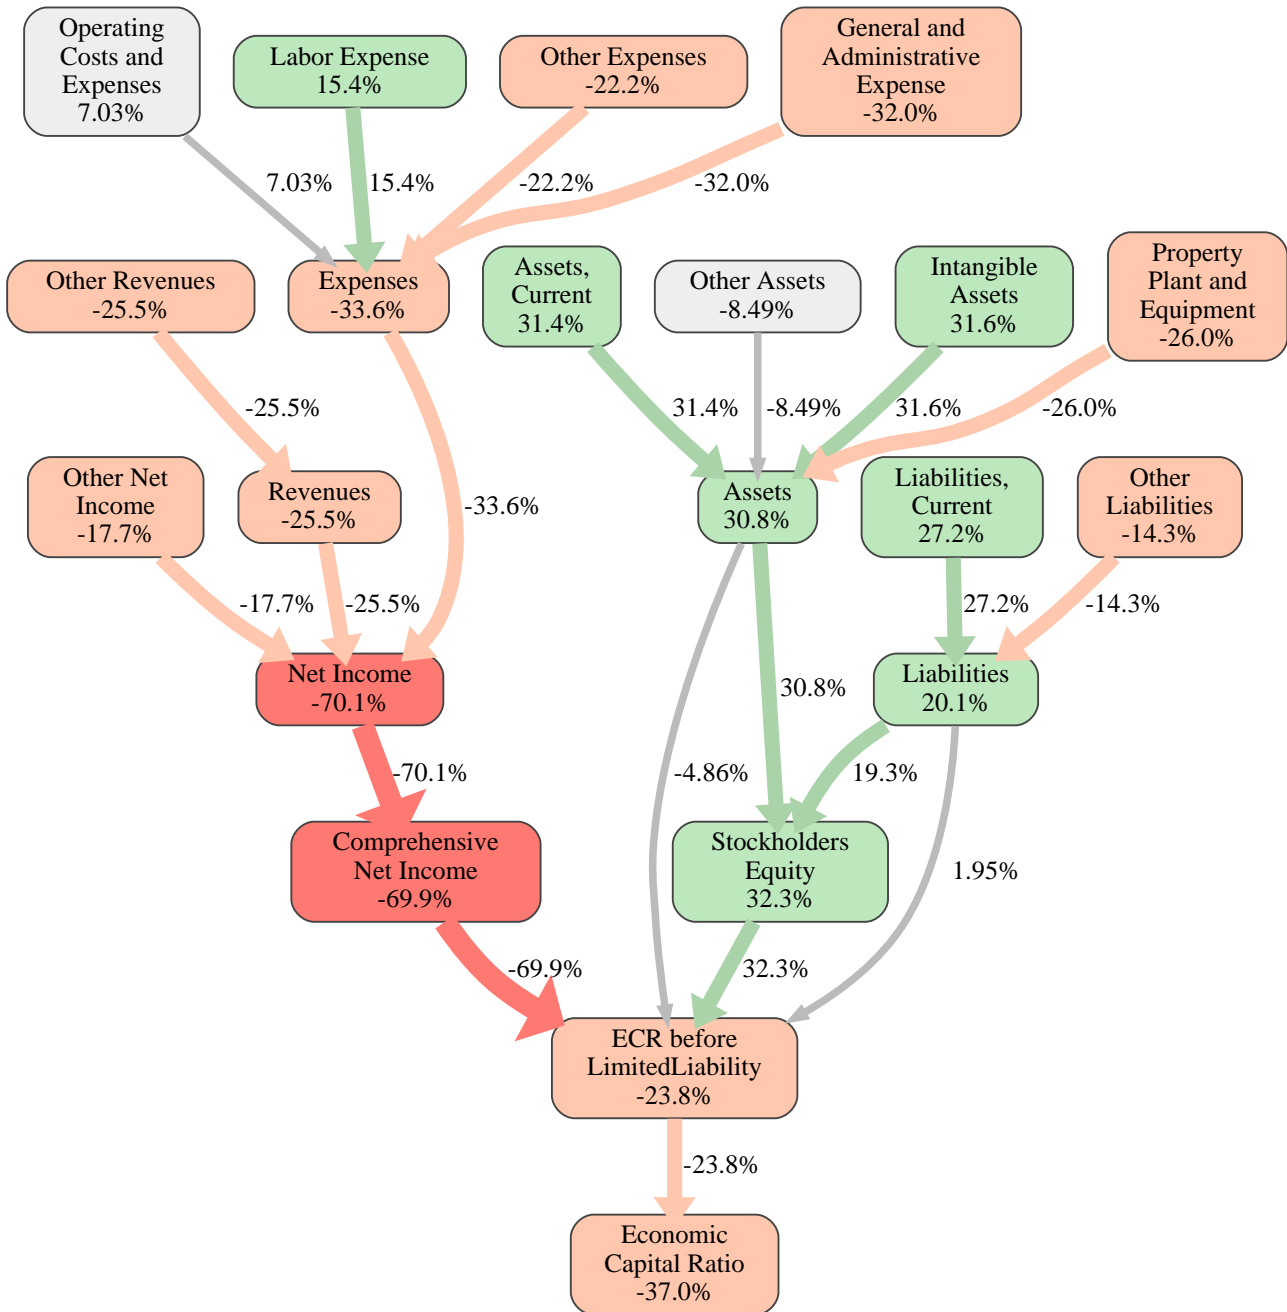 Operating
Costs and
Expenses
7.03%
Labor Expense
15.4%
Other Expenses
-22.2%
General and
Administrative
Expense
-32.0%
7.03%
15.4%
-22.2%
-32.0%
Other Revenues
-25.5%
Expenses
-33.6%
Assets,
Current
31.4%
Other Assets
-8.49%
Intangible
Assets
31.6%
Property
Plant and
Equipment
-26.0%
-25.5%
31.4%
-8.49%
31.6%
-26.0%
Other Net
Income
-17.7%
Revenues
-25.5%
-33.6%
Assets
30.8%
Liabilities,
Current
27.2%
Other
Liabilities
-14.3%
-17.7%
-25.5%
27.2%
-14.3%
Net Income
-70.1%
30.8%
Liabilities
20.1%
-70.1%
-4.86%
19.3%
Comprehensive
Net Income
-69.9%
Stockholders
Equity
32.3%
1.95%
-69.9%
32.3%
ECR before
LimitedLiability
-23.8%
-23.8%
Economic
Capital Ratio
-37.0%